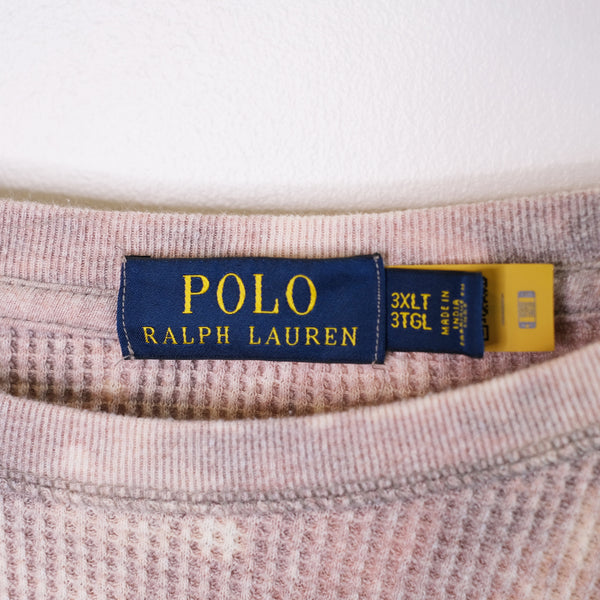 POLO
RALPH LAUREN
3XLT
3TGL
MADE IN
INDIA